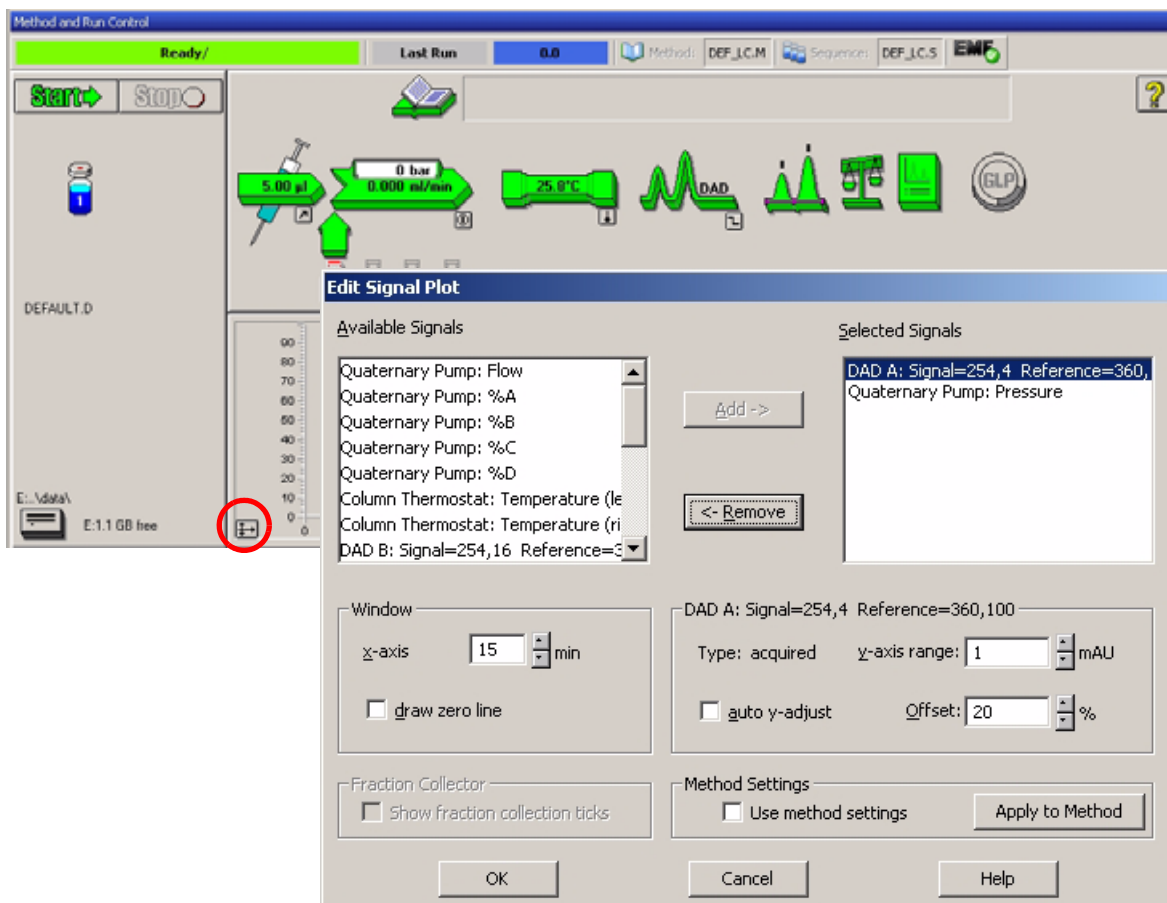 Method and Run Control
Ready/ Last Run 0.0 Method: DEF_LC.M Sequence: DEF_LC.S EMF
Start Stop
?
5.00 µl
0 bar
0.000 ml/min
25.8°C
DAD
GLP
1
DEFAULT.D
90
80
70
60
50
40
30
20
10
0
0
E:..\data\
E:1.1 GB free
Edit Signal Plot
Available Signals
Quaternary Pump: Flow
Quaternary Pump: %A
Quaternary Pump: %B
Quaternary Pump: %C
Quaternary Pump: %D
Column Thermostat: Temperature (le
Column Thermostat: Temperature (ri
DAD B: Signal=254,16 Reference=3
Add ->
<- Remove
Selected Signals
DAD A: Signal=254,4 Reference=360,
Quaternary Pump: Pressure
Window
x-axis 15 min
draw zero line
DAD A: Signal=254,4 Reference=360,100
Type: acquired y-axis range: 1 mAU
auto y-adjust Offset: 20 %
Fraction Collector
Show fraction collection ticks
Method Settings
Use method settings Apply to Method
OK Cancel Help